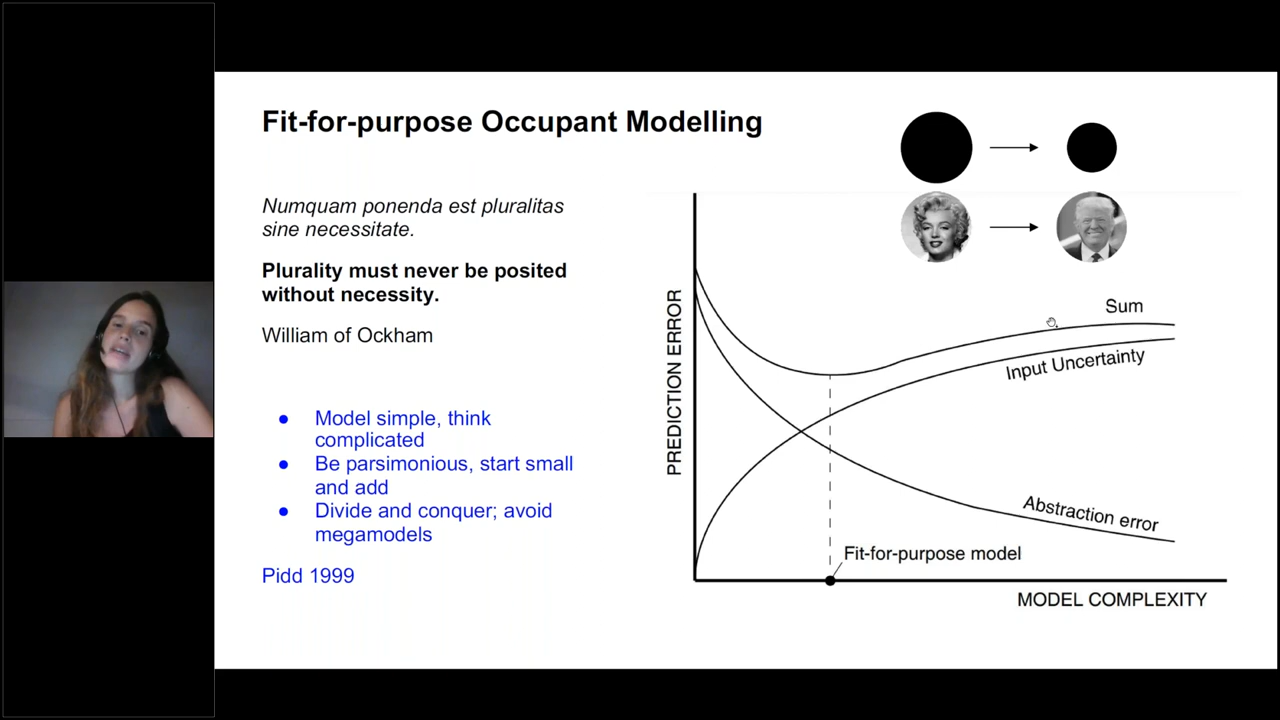 Fit-for-purpose Occupant Modelling
Numquam ponenda est pluralitas
sine necessitate.
Plurality must never be posited
without necessity.
William of Ockham
● Model simple, think
complicated
● Be parsimonious, start small
and add
● Divide and conquer; avoid
megamodels
Pidd 1999
PREDICTION ERROR
Sum
Input Uncertainty
Abstraction error
Fit-for-purpose model
MODEL COMPLEXITY